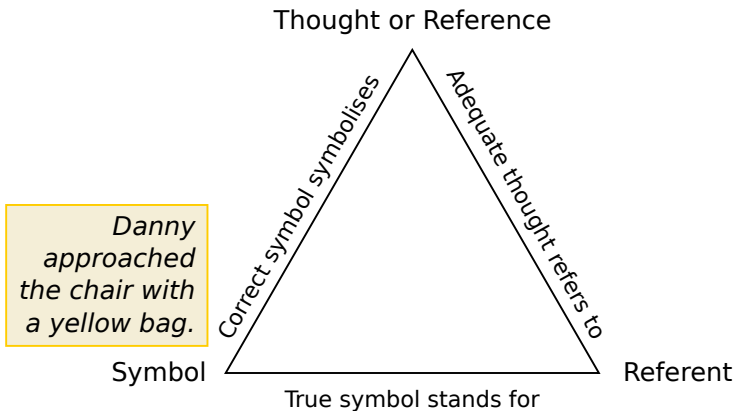 Thought or Reference
Correct symbol symbolises
Adequate thought refers to
Danny
approached
the chair with
a yellow bag.
Symbol
Referent
True symbol stands for